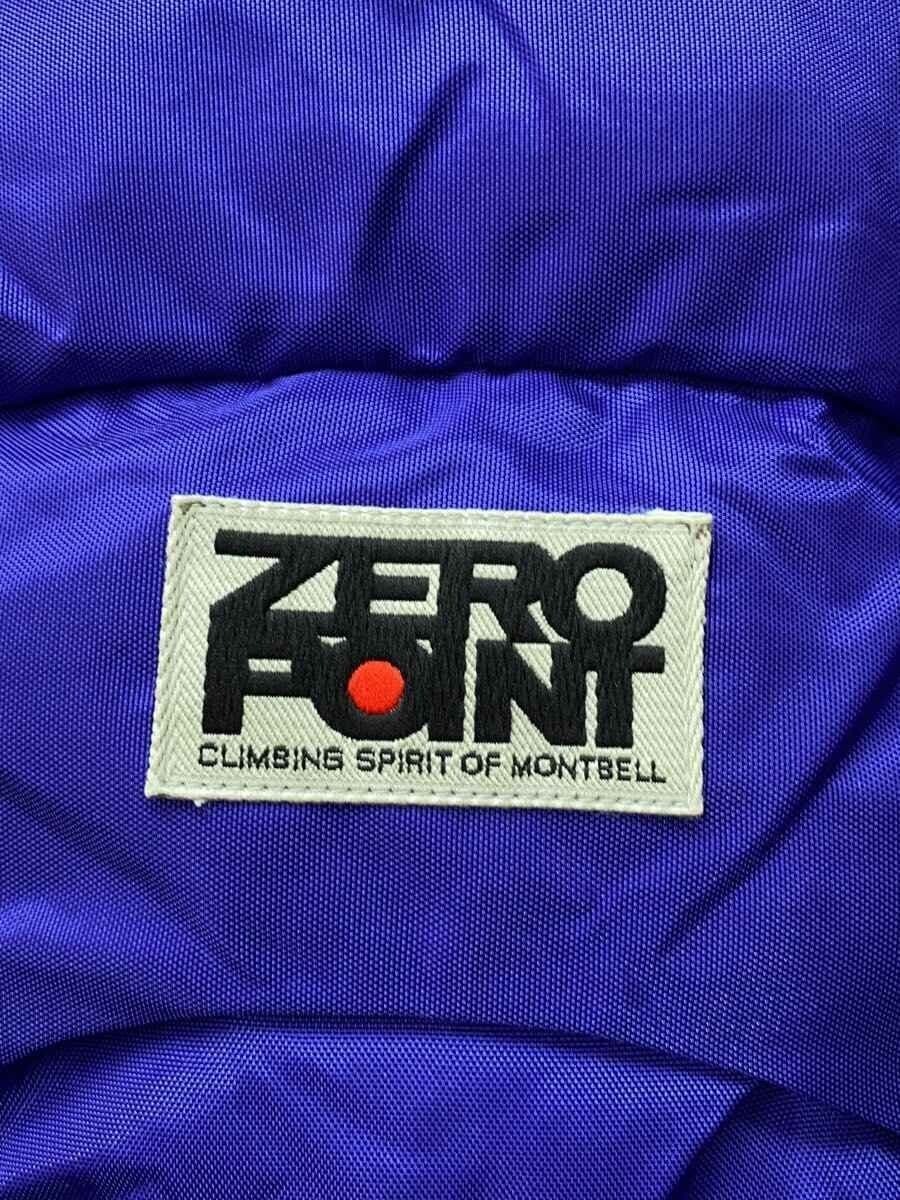 ZERO
POINT
CLIMBING SPIRIT OF MONTBELL